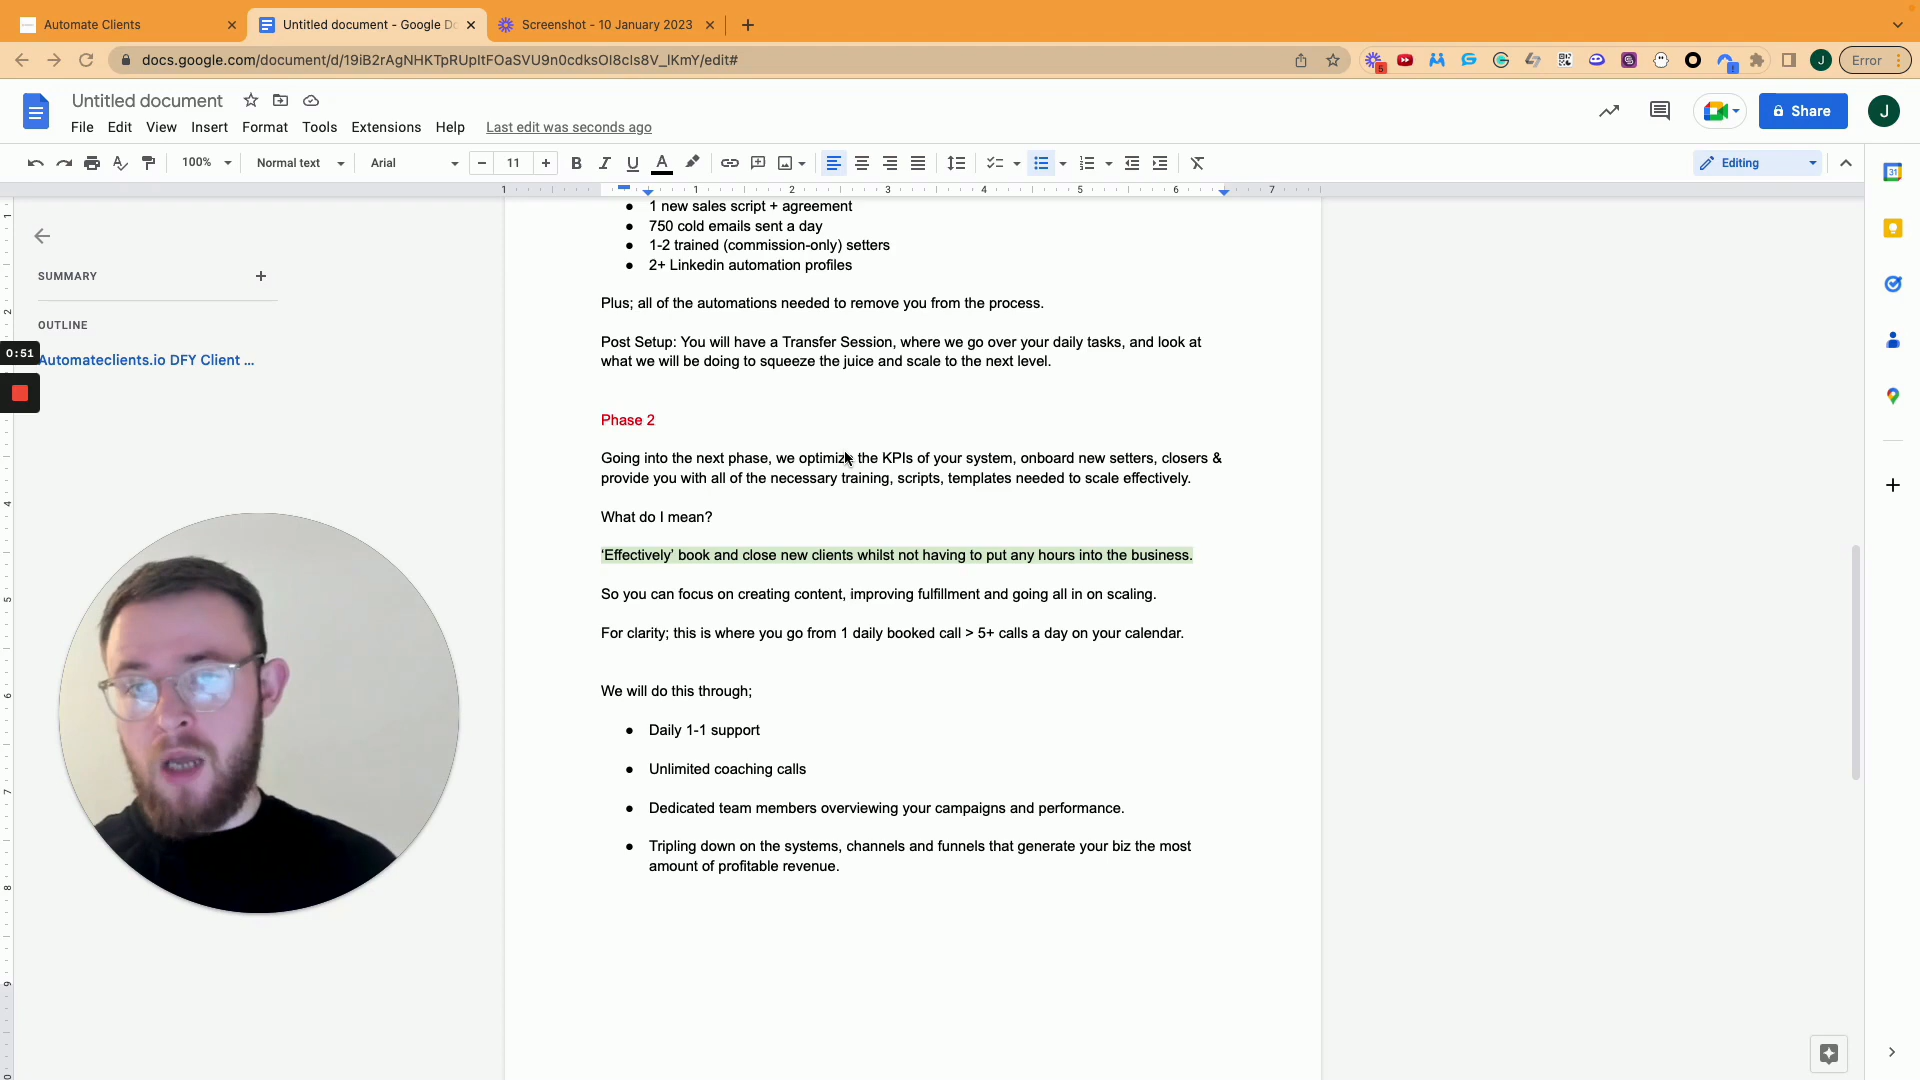 Automate Clients
Untitled document - Google Dc
Screenshot - 10 January 2023
docs.google.com/document/d/19iB2rAgNHKTpRUpItFOaSVU9n0cdksOI8cIs8V_lKmY/edit#
Error
Untitled document
File Edit View Insert Format Tools Extensions Help Last edit was seconds ago
Share
J
100% Normal text Arial 11 Editing
1 1 2 3 4 5 6 7
1 new sales script + agreement
750 cold emails sent a day
1-2 trained (commission-only) setters
2+ Linkedin automation profiles
SUMMARY
OUTLINE
0:51
Automateclients.io DFY Client ...
Plus; all of the automations needed to remove you from the process.
Post Setup: You will have a Transfer Session, where we go over your daily tasks, and look at
what we will be doing to squeeze the juice and scale to the next level.
Phase 2
Going into the next phase, we optimize the KPIs of your system, onboard new setters, closers &
provide you with all of the necessary training, scripts, templates needed to scale effectively.
What do I mean?
‘Effectively’ book and close new clients whilst not having to put any hours into the business.
So you can focus on creating content, improving fulfillment and going all in on scaling.
For clarity; this is where you go from 1 daily booked call > 5+ calls a day on your calendar.
We will do this through;
Daily 1-1 support
Unlimited coaching calls
Dedicated team members overviewing your campaigns and performance.
Tripling down on the systems, channels and funnels that generate your biz the most
amount of profitable revenue.